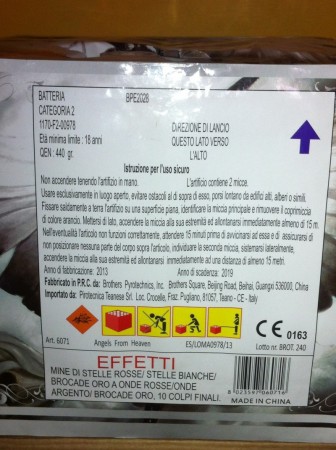 BATTERIA BPE2028
CATEGORIA 2
1170-F2-00978
Età minima limite : 18 anni
QEN : 440 gr.
DIREZIONE DI LANCIO
QUESTO LATO VERSO
L'ALTO
Istruzione per l'uso sicuro
Non accendere tenendo l'artifizio in mano. L'artificio contiene 2 micce.
Usare esclusivamente in luogo aperto, evitare ostacoli al di sopra di esso, porsi lontano da edifici alti, alberi o simili.
Fissare saldamente a terra l'artifizio su una superficie piana, identificare la miccia principale e rimuovere il coprimiccia
di colore arancio. Mettersi di lato, accendere la miccia alla sua estremità ed allontanarsi immediatamente almeno di 15 m.
Nell'eventualità l'articolo non funzioni correttamente, attendere 15 minuti prima di avvicinarsi ad esso e di assicurarsi di
non posizionare nessuna parte del corpo sopra l'articolo, individuare la seconda miccia, sistemarsi lateralmente,
accendere la miccia alla sua estremità ed allontanarsi immediatamente ad una distanza di almeno 15 metri.
Anno di fabbricazione: 2013 Anno di scadenza: 2019
Fabbricato in P.R.C. da: Brothers Pyrotechnics, Inc. Brothers Square, Beijing Road, Beihai, Guangxi 536000, China
Importato da: Pirotecnica Teanese Srl. Loc. Crocelle, Fraz. Pugliano, 81057, Teano - CE - Italy
CE 0163
Art. 6071 Angels From Heaven ES/LOMA0978/13 Lotto nr. BROT. 240
EFFETTI
MINE DI STELLE ROSSE/ STELLE BIANCHE/
BROCADE ORO A ONDE ROSSE/ONDE
ARGENTO/ BROCADE ORO, 10 COLPI FINALI.
8 023597 060716
MADE IN CHINA